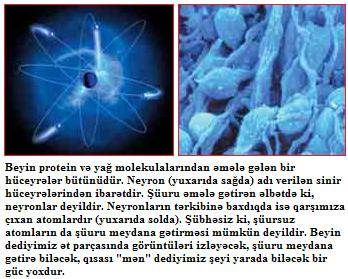 Beyin protein və yağ molekulalarından əmələ gələn bir
hüceyrələr bütünüdür. Neyron (yuxarıda sağda) adı verilən sinir
hüceyrələrindən ibarətdir. Şüuru əmələ gətirən əlbətdə ki,
neyronlar deyildir. Neyronların tərkibinə baxdıqda isə qarşımıza
çıxan atomlardır (yuxarıda solda). Şübhəsiz ki, şüursuz
atomların da şüuru meydana gətirməsi mümkün deyildir. Beyin
dediyimiz ət parçasında görüntüləri izləyəcək, şüuru meydana
gətirə biləcək, qısası "mən" dediyimiz şeyi yarada biləcək bir
güc yoxdur.